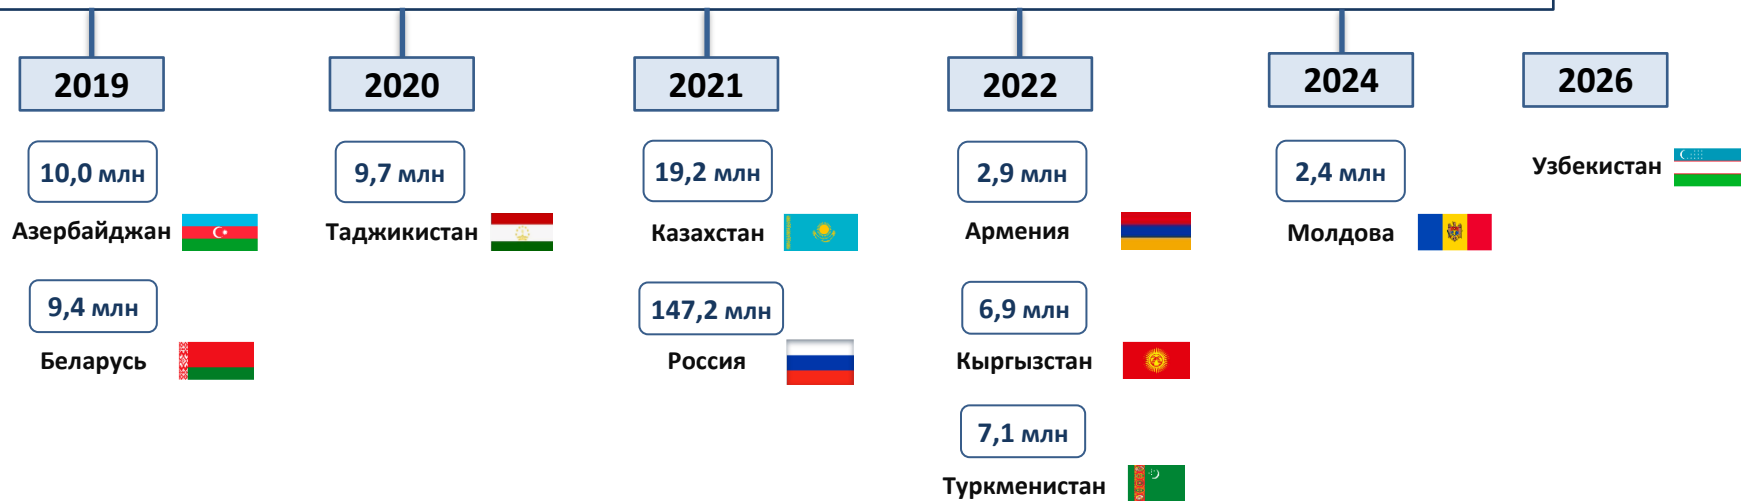 2019
2020
2021
2022
2024
2026
10,0 млн
9,7 млн
19,2 млн
2,9 млн
2,4 млн
Узбекистан
Азербайджан
Таджикистан
Казахстан
Армения
Молдова
9,4 млн
147,2 млн
6,9 млн
Беларусь
Россия
Кыргызстан
7,1 млн
Туркменистан